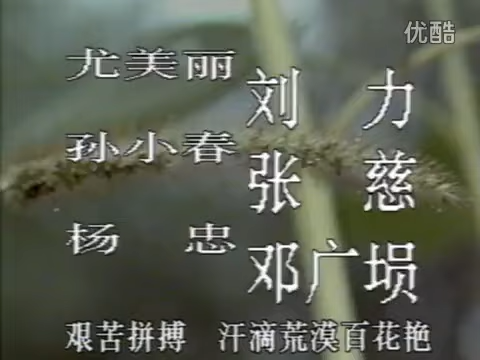 优酷
尤美丽 刘力
孙小春 张慈
杨忠 邓广埙
艰苦拼搏 汗滴荒漠百花艳